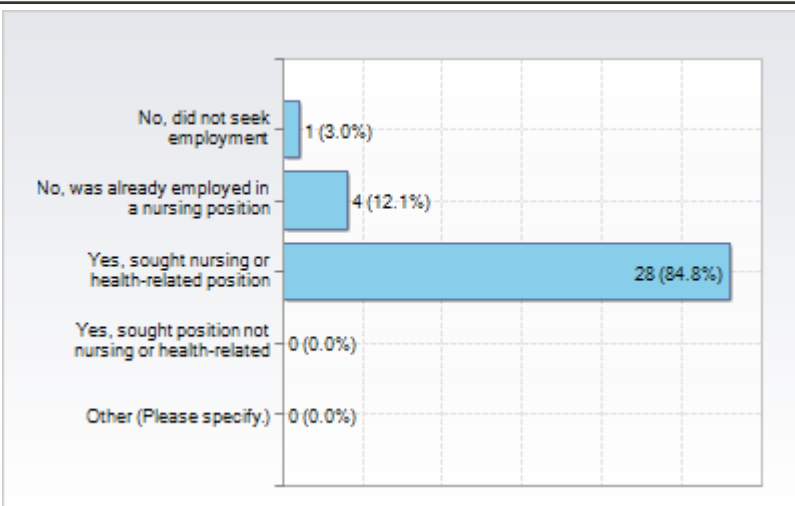 No, did not seek
employment
1 (3.0%)
No, was already employed in
a nursing position
4 (12.1%)
Yes, sought nursing or
health-related position
28 (84.8%)
Yes, sought position not
nursing or health-related
0 (0.0%)
Other (Please specify.)
0 (0.0%)